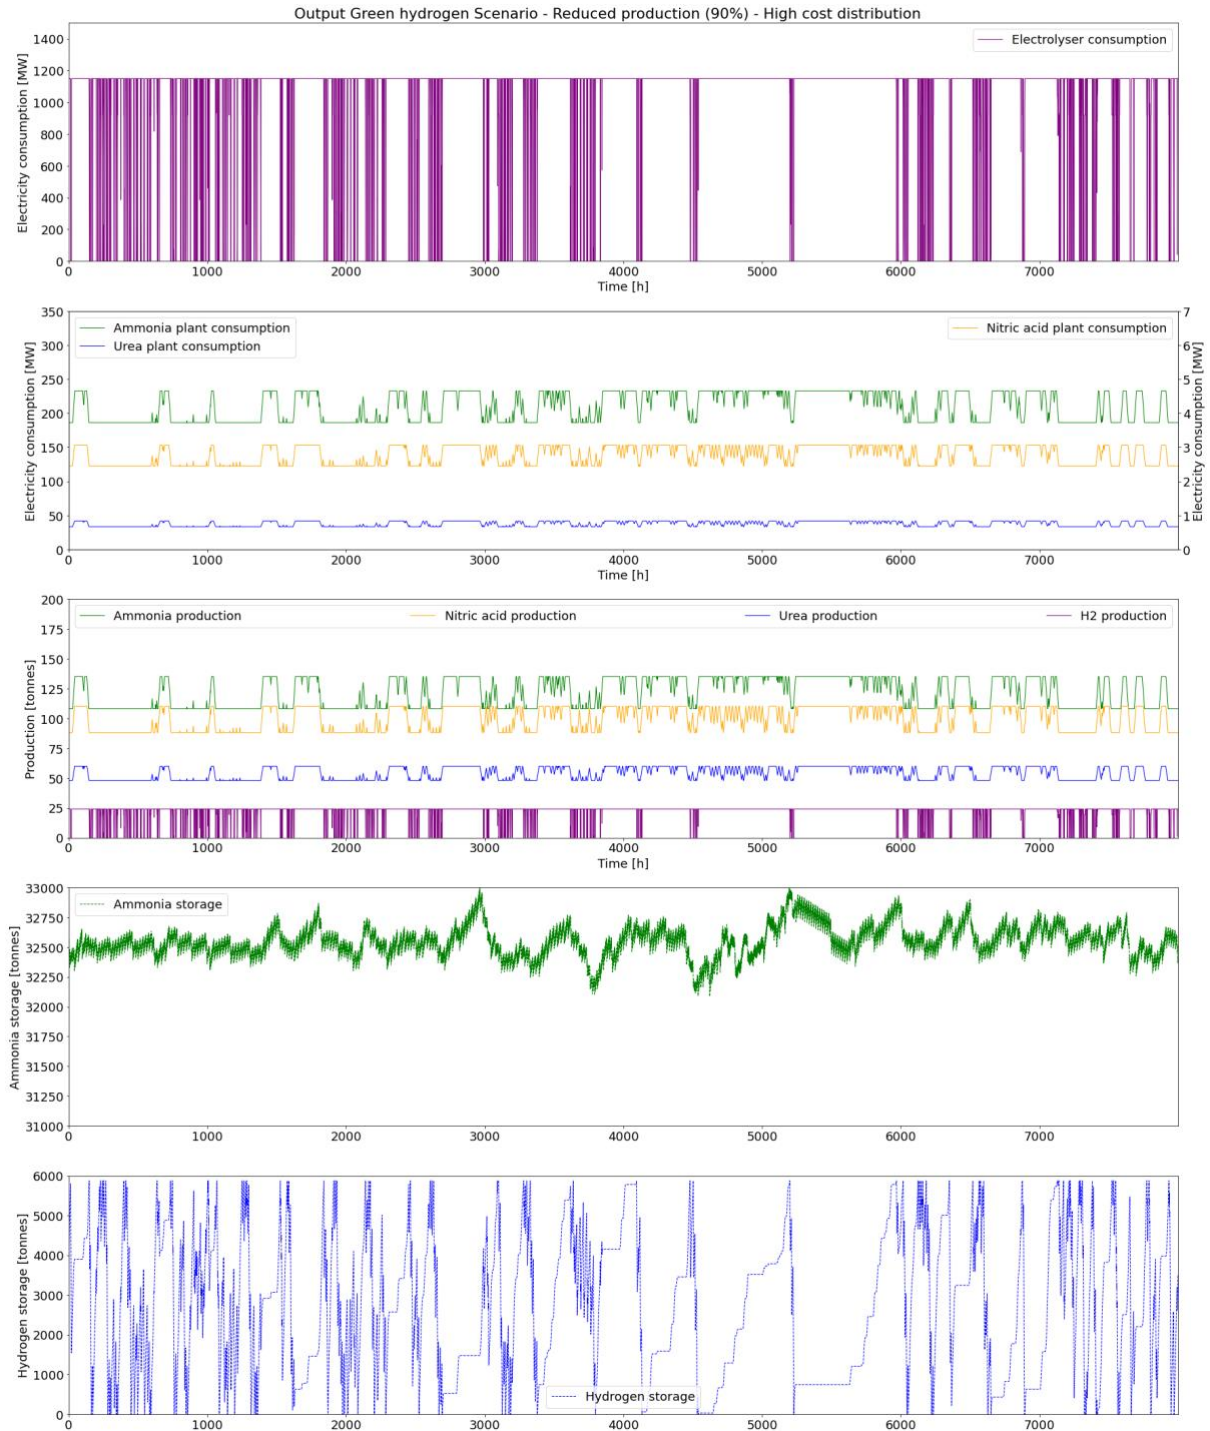 Output Green hydrogen Scenario - Reduced production (90%) - High cost distribution
Electrolyser consumption
Electricity consumption [MW]
1400
1200
1000
800
600
400
200
0
0 1000 2000 3000 4000 5000 6000 7000
Time [h]
Ammonia plant consumption
Urea plant consumption
Nitric acid plant consumption
Electricity consumption [MW]
350
300
250
200
150
100
50
0
Electricity consumption [MW]
7
6
5
4
3
2
1
0
0 1000 2000 3000 4000 5000 6000 7000
Time [h]
Ammonia production Nitric acid production Urea production H2 production
Production [tonnes]
200
175
150
125
100
75
50
25
0
0 1000 2000 3000 4000 5000 6000 7000
Time [h]
Ammonia storage
Ammonia storage [tonnes]
33000
32750
32500
32250
32000
31750
31500
31250
31000
0 1000 2000 3000 4000 5000 6000 7000
Hydrogen storage [tonnes]
6000
5000
4000
3000
2000
1000
0
Hydrogen storage
0 1000 2000 3000 4000 5000 6000 7000